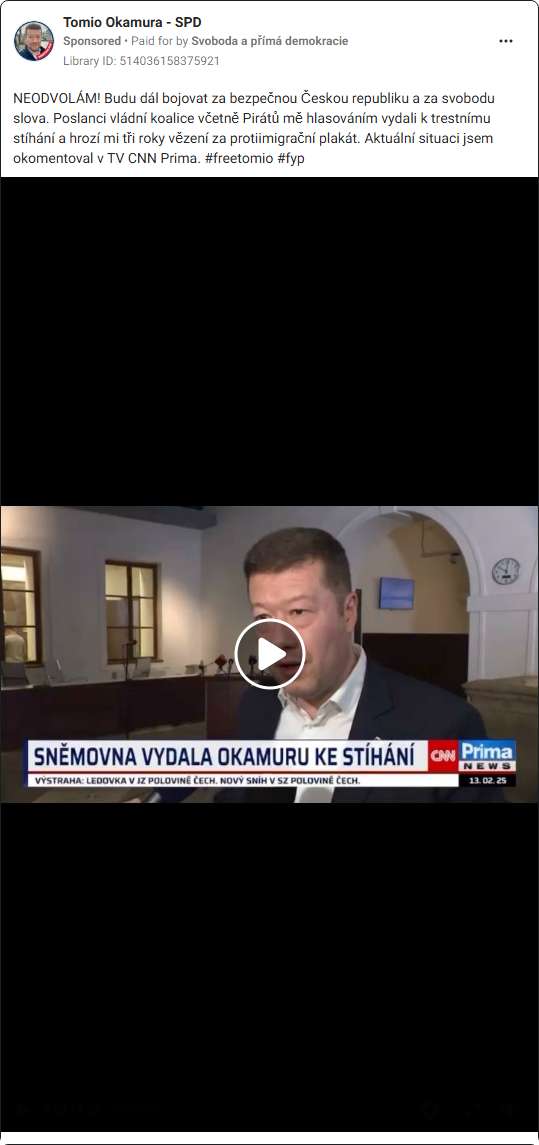 Tomio Okamura - SPD
Sponsored • Paid for by Svoboda a přímá demokracie
Library ID: 514036158375921
NEODVOLÁM! Budu dál bojovat za bezpečnou Českou republiku a za svobodu
slova. Poslanci vládní koalice včetně Pirátů mě hlasováním vydali k trestnímu
stíhání a hrozí mi tři roky vězení za protiimigrační plakát. Aktuální situaci jsem
okomentoval v TV CNN Prima. #freetomio #fyp
SNĚMOVNA VYDALA OKAMURU KE STÍHÁNÍ
CNN Prima
NEWS
VÝSTRAHA: LEDOVKA V JZ POLOVINĚ ČECH. NOVÝ SNÍH V SZ POLOVINĚ ČECH.
13.02.25